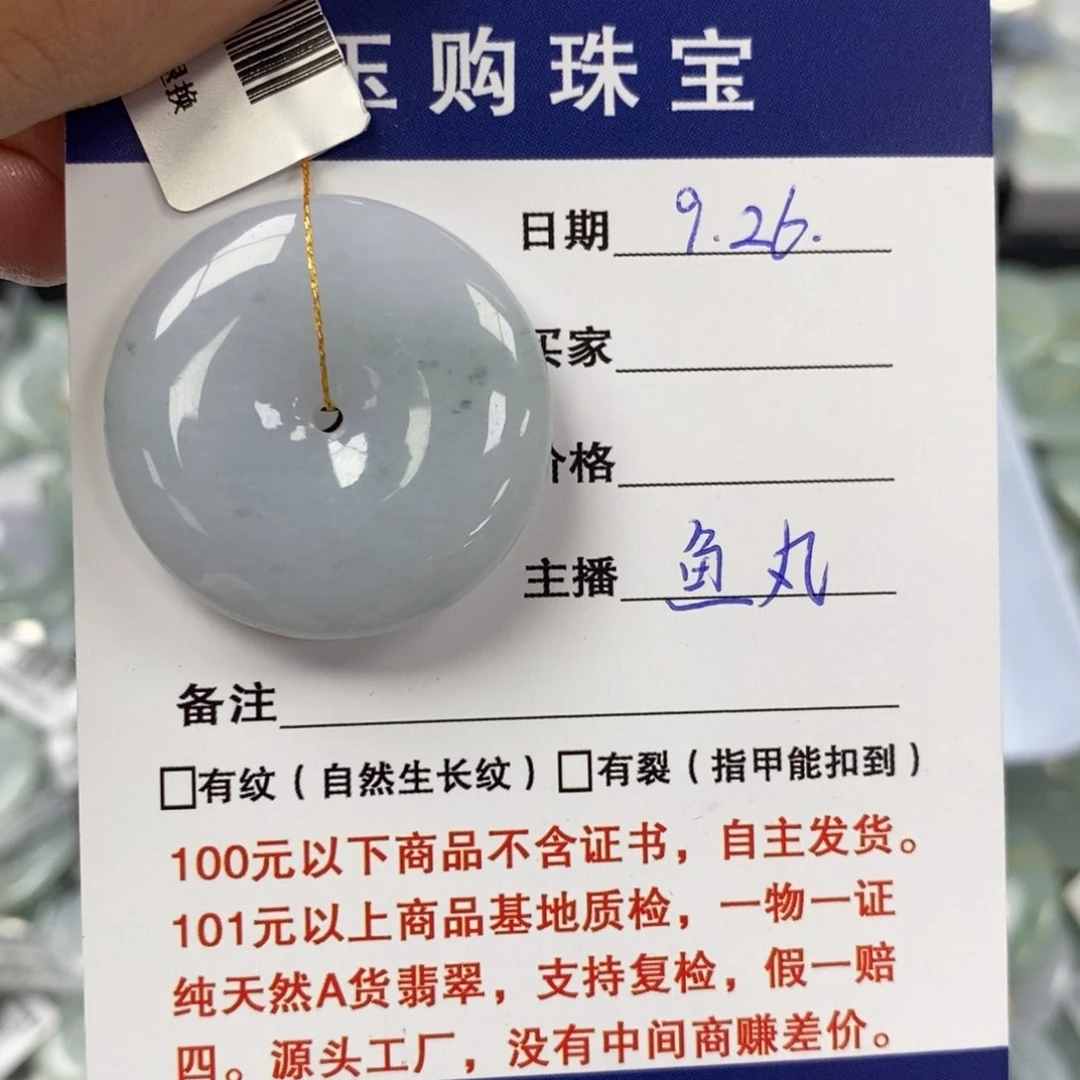 换
玉购珠宝
日期 9.26.
买家
价格
主播 鱼丸
备注
□有纹（自然生长纹）□有裂（指甲能扣到）
100元以下商品不含证书，自主发货。
101元以上商品基地质检，一物一证
纯天然A货翡翠，支持复检，假一赔
四。源头工厂，没有中间商赚差价。